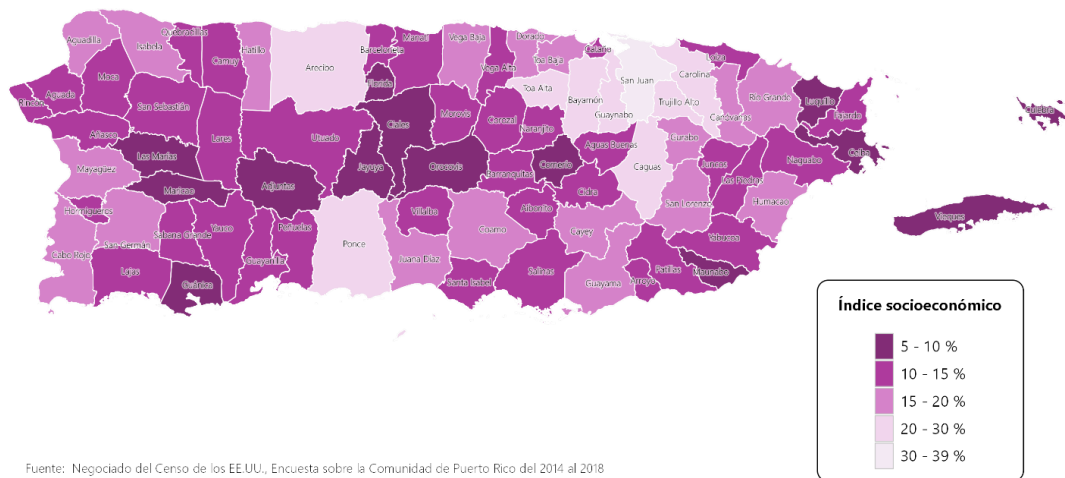 Quebradillas
Dorado
Aguadilla
Isabela
Hatillo
Barceloneta
Manatí
Vega Baja
Cataño
Camuy
Arecibo
Vega Alta
Toa Baja
Loíza
Moca
Florida
Toa Alta
San Juan
Carolina
Rincón
Aguada
San Sebastián
Bayamón
Trujillo Alto
Río Grande
Luquillo
Culebra
Lares
Utuado
Ciales
Morovis
Corozal
Naranjito
Guaynabo
Canóvanas
Fajardo
Añasco
Aguas Buenas
Gurabo
Ceiba
Las Marías
Mayagüez
Jayuya
Orocovis
Barranquitas
Comerío
Caguas
Juncos
Las Piedras
Naguabo
Maricao
Adjuntas
Cidra
Hormigueros
Villalba
Aibonito
San Lorenzo
Humacao
Vieques
San Germán
Sabana Grande
Yauco
Peñuelas
Ponce
Coamo
Cayey
Yabucoa
Cabo Rojo
Lajas
Guánica
Guayanilla
Juana Díaz
Santa Isabel
Salinas
Guayama
Arroyo
Patillas
Maunabo
Índice socioeconómico
5 - 10 %
10 - 15 %
15 - 20 %
20 - 30 %
30 - 39 %
Fuente: Negociado del Censo de los EE.UU., Encuesta sobre la Comunidad de Puerto Rico del 2014 al 2018